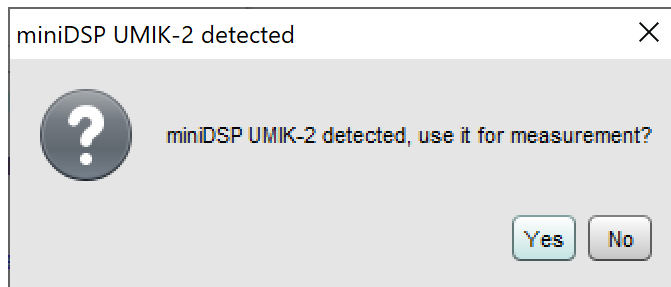 miniDSP UMIK-2 detected
miniDSP UMIK-2 detected, use it for measurement?
Yes No